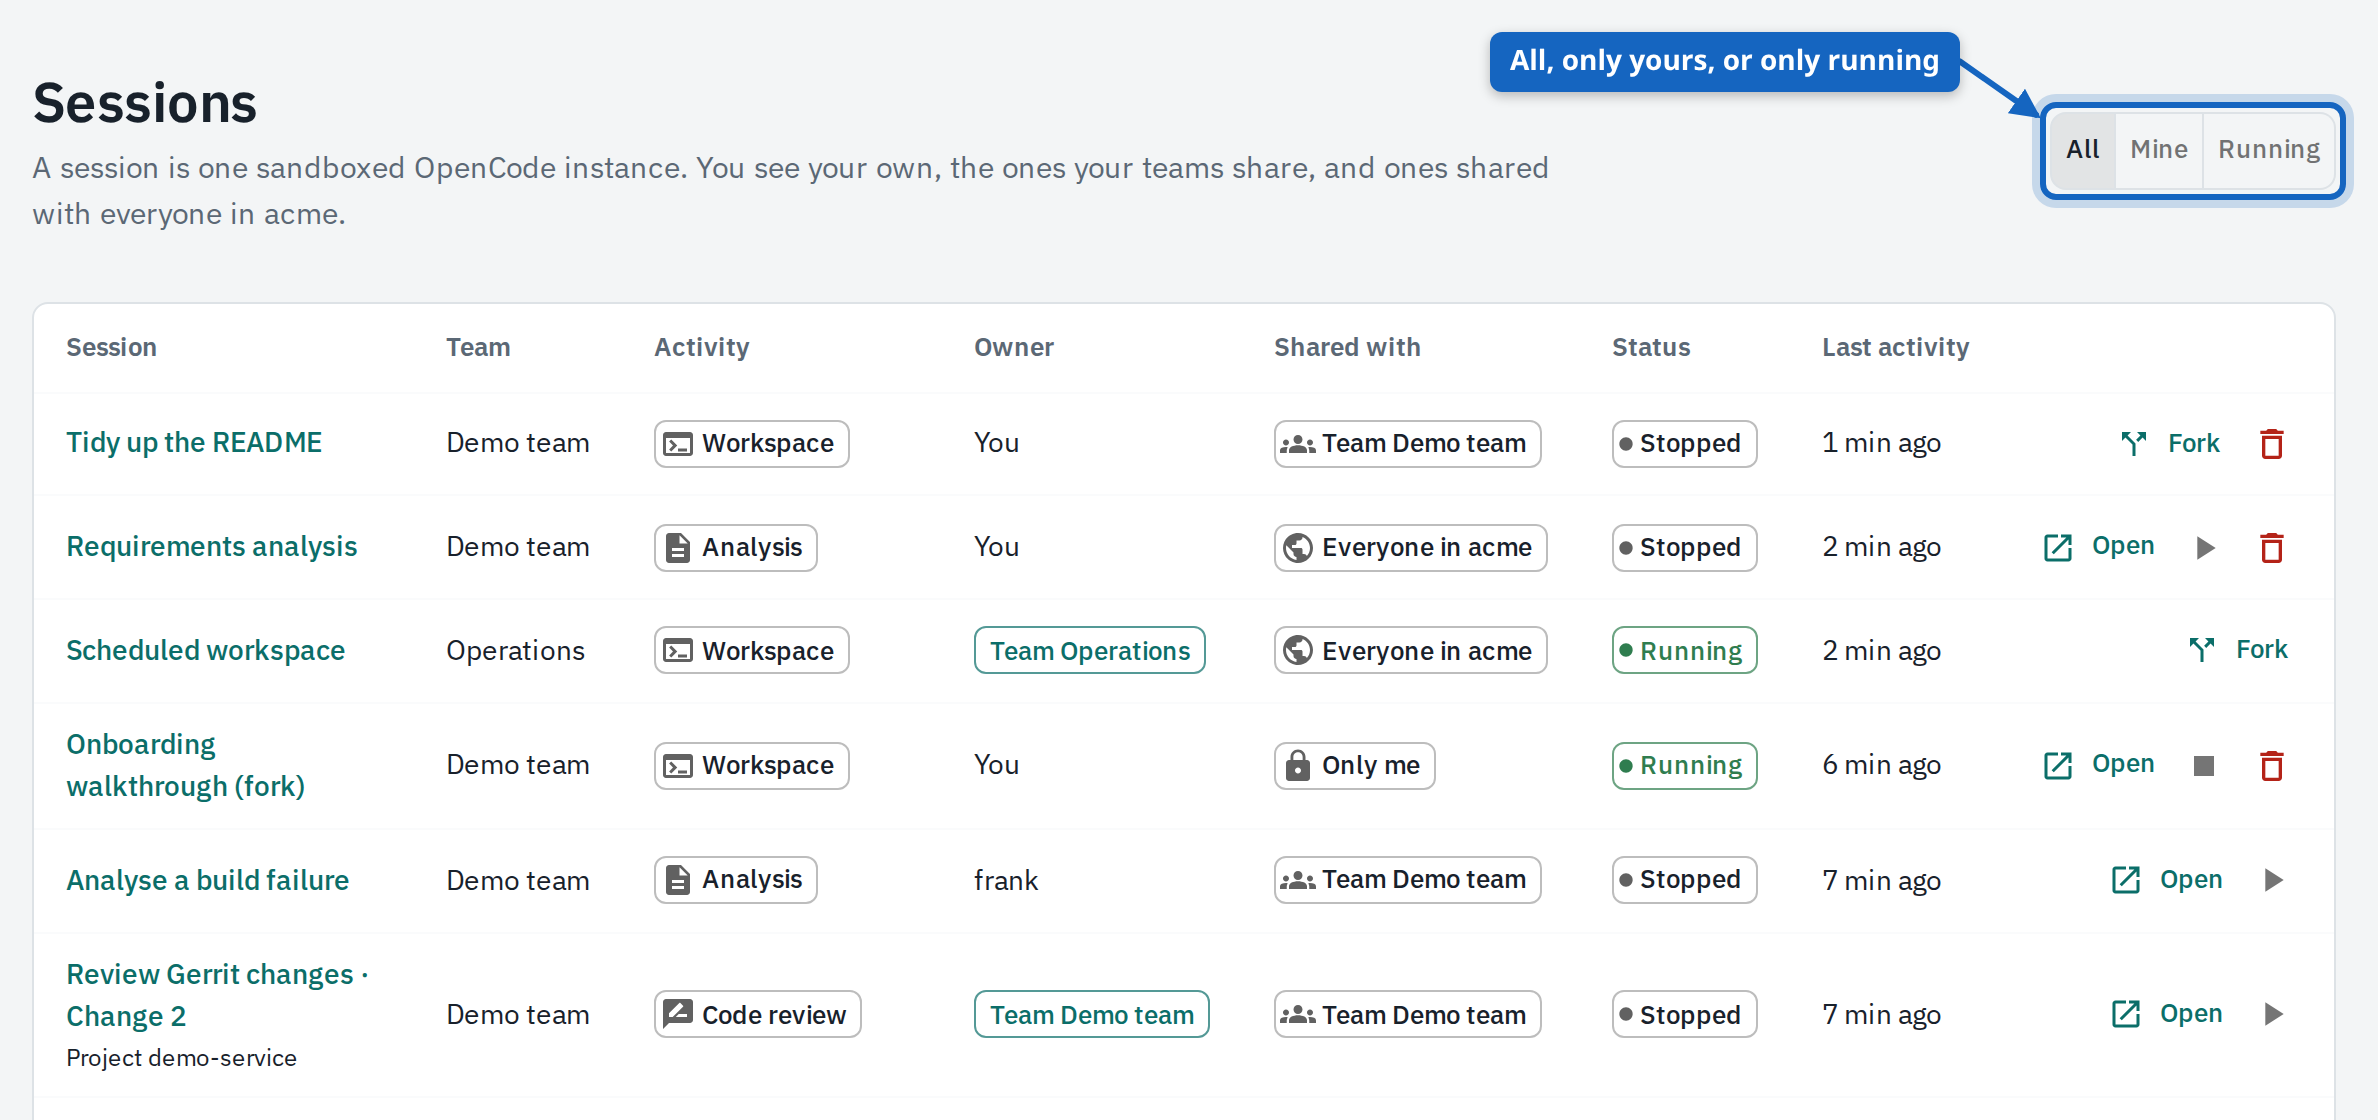 All, only yours, or only running
Sessions
A session is one sandboxed OpenCode instance. You see your own, the ones your teams share, and ones shared
with everyone in acme.
All Mine Running
Session Team Activity Owner Shared with Status Last activity
Tidy up the README Demo team Workspace You Team Demo team Stopped 1 min ago Fork
Requirements analysis Demo team Analysis You Everyone in acme Stopped 2 min ago Open
Scheduled workspace Operations Workspace Team Operations Everyone in acme Running 2 min ago Fork
Onboarding
walkthrough (fork) Demo team Workspace You Only me Running 6 min ago Open
Analyse a build failure Demo team Analysis frank Team Demo team Stopped 7 min ago Open
Review Gerrit changes ·
Change 2 Demo team Code review Team Demo team Team Demo team Stopped 7 min ago Open
Project demo-service